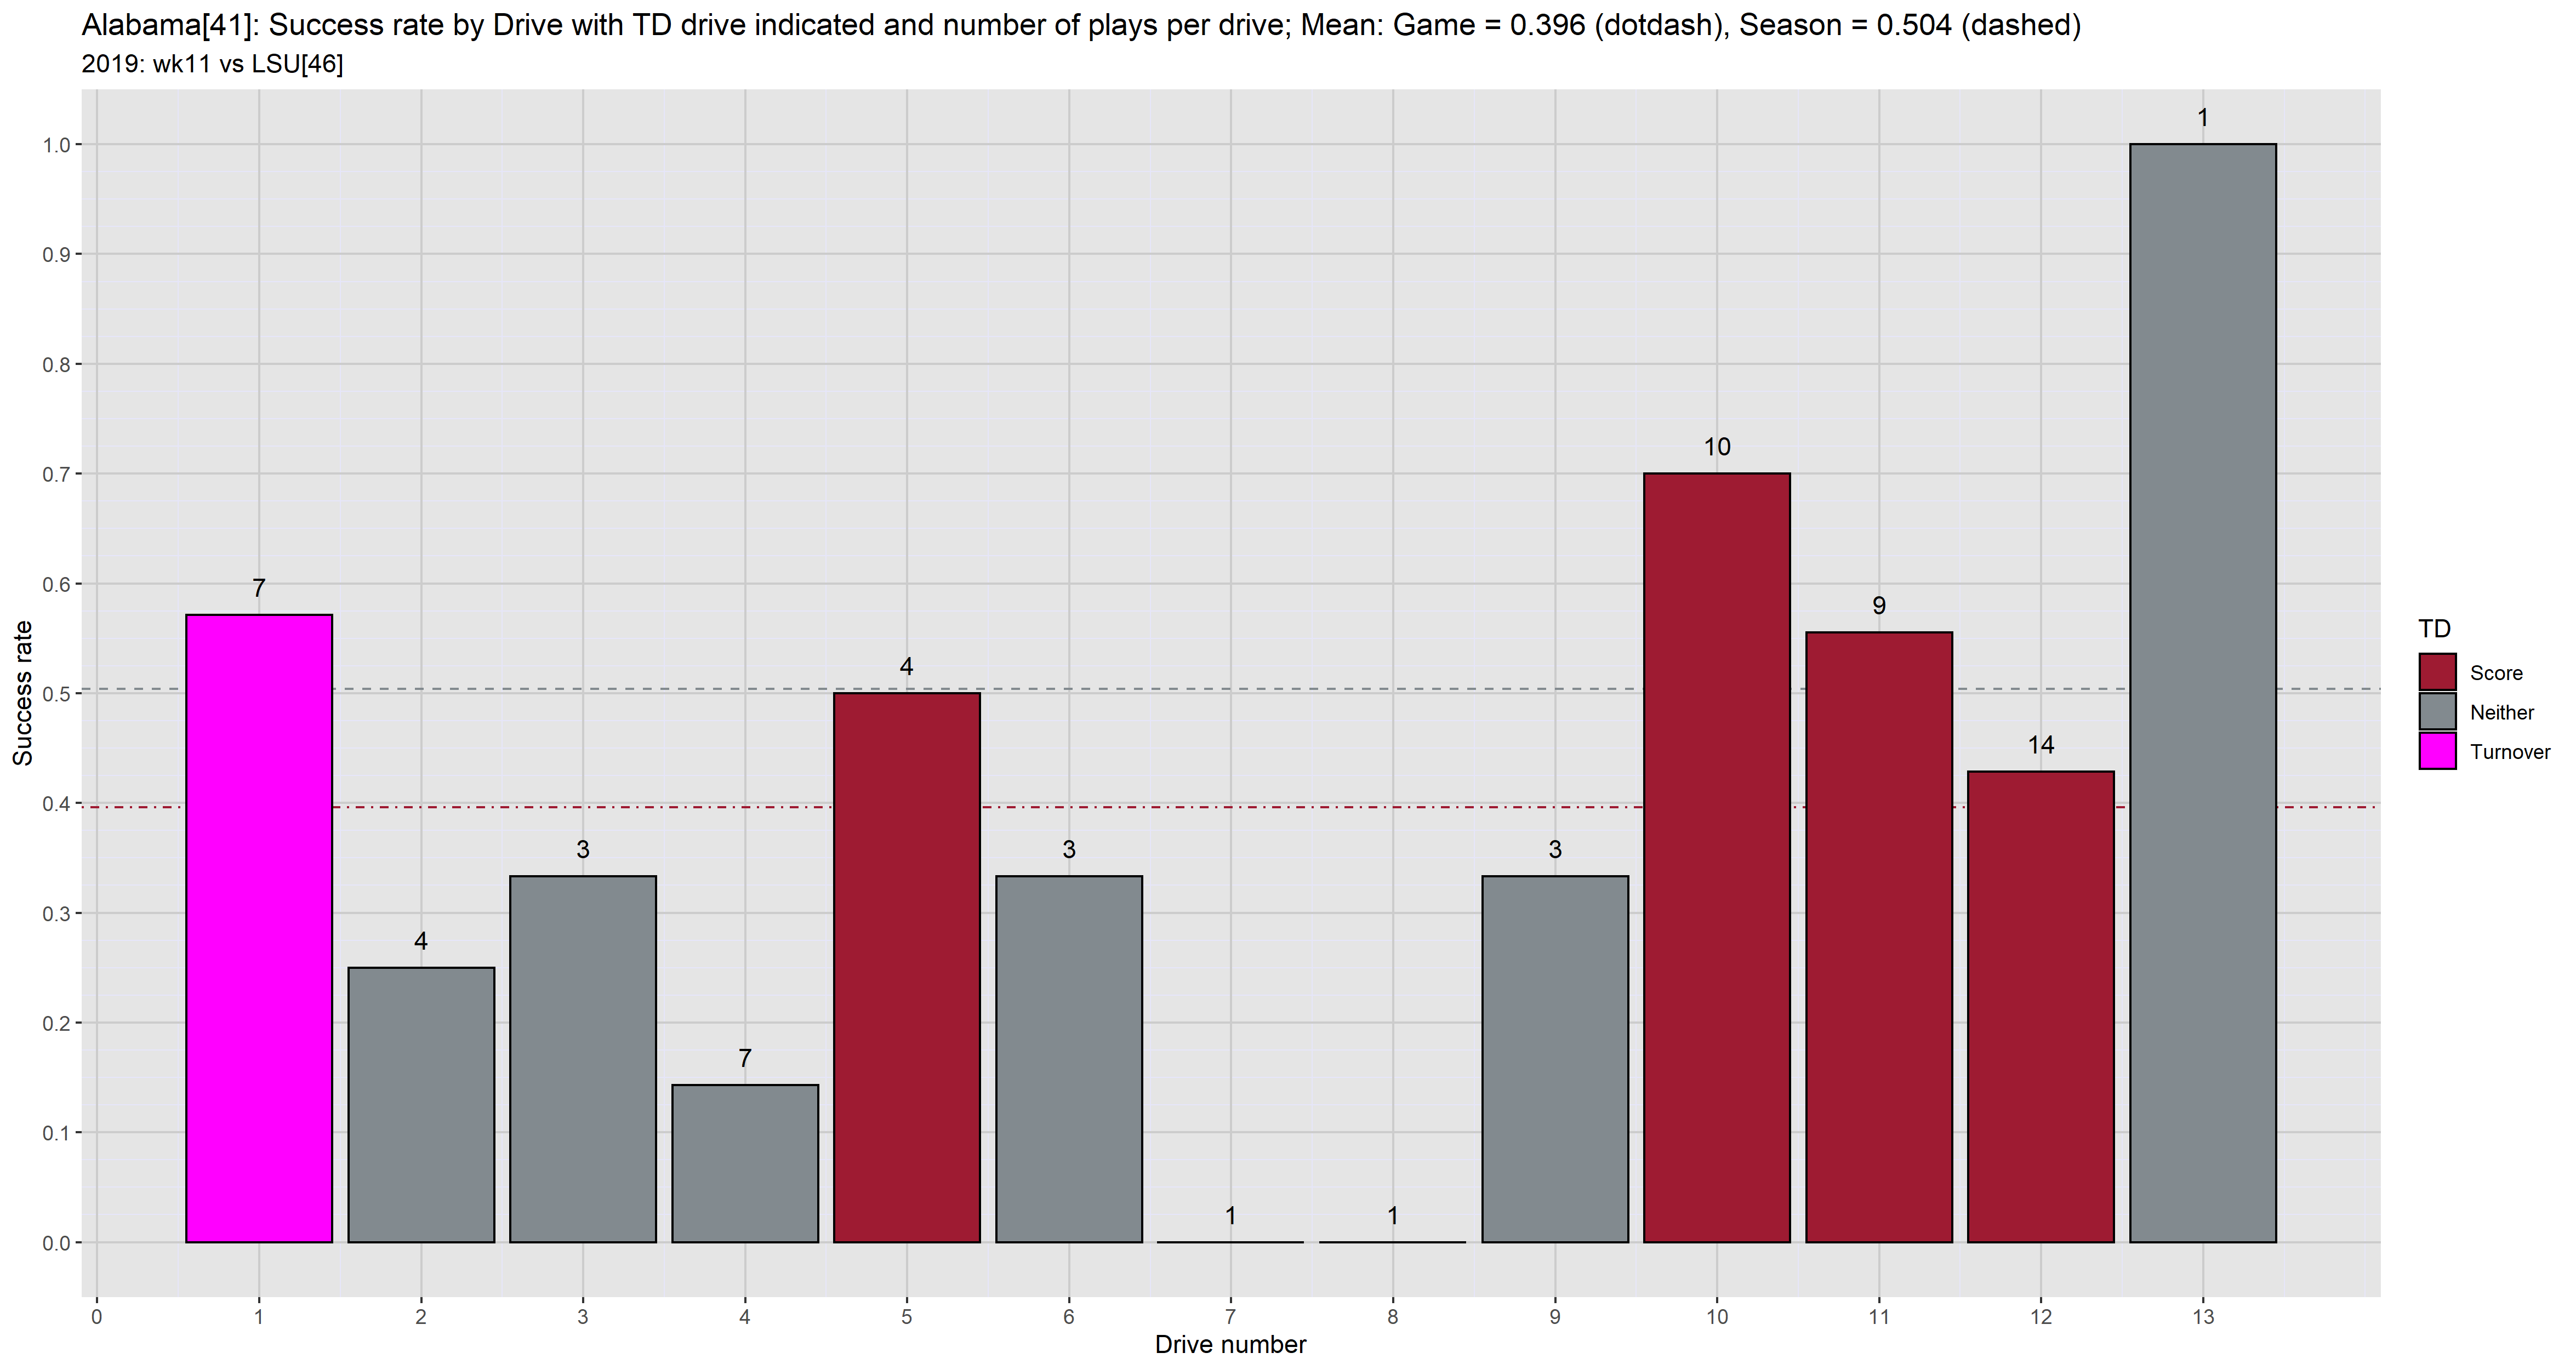 Alabama[41]: Success rate by Drive with TD drive indicated and number of plays per drive; Mean: Game = 0.396 (dotdash), Season = 0.504 (dashed)
2019: wk11 vs LSU[46]
Success rate
1.0
0.9
0.8
0.7
0.6
0.5
0.4
0.3
0.2
0.1
0.0
7
4
3
7
4
3
1
1
3
10
9
14
1
0 1 2 3 4 5 6 7 8 9 10 11 12 13
Drive number
TD
Score
Neither
Turnover